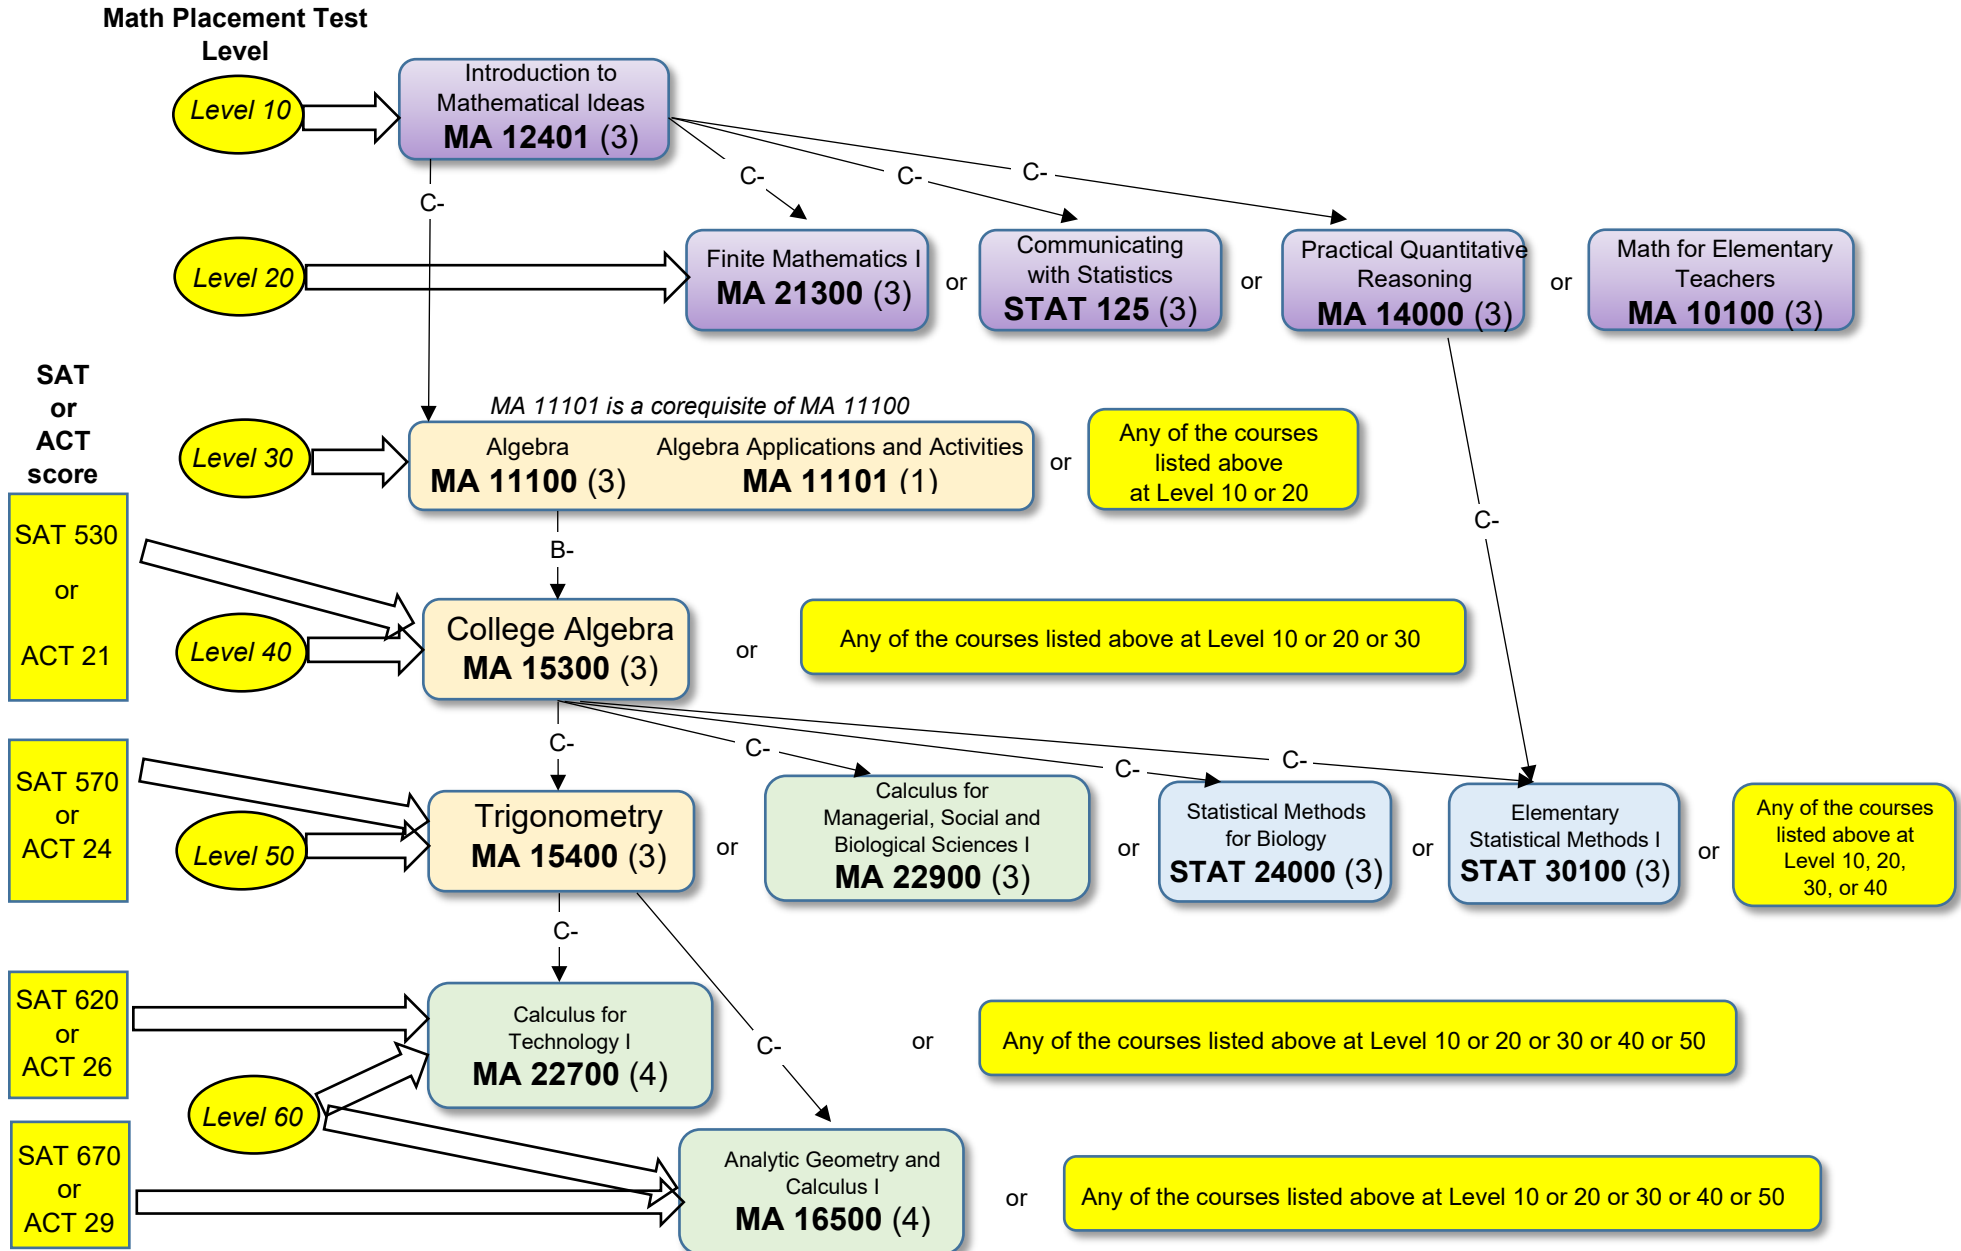 Math Placement Test
Level
Level 10
Introduction to
Mathematical Ideas
MA 12401 (3)
C-
C-
C-
C-
Level 20
Finite Mathematics I
MA 21300 (3)
or
Communicating
with Statistics
STAT 125 (3)
or
Practical Quantitative
Reasoning
MA 14000 (3)
or
Math for Elementary
Teachers
MA 10100 (3)
SAT
or
ACT
score
MA 11101 is a corequisite of MA 11100
Level 30
Algebra
MA 11100 (3)
Algebra Applications and Activities
MA 11101 (1)
or
Any of the courses
listed above
at Level 10 or 20
C-
B-
SAT 530
or
ACT 21
Level 40
College Algebra
MA 15300 (3)
or
Any of the courses listed above at Level 10 or 20 or 30
C-
C-
C-
C-
SAT 570
or
ACT 24
Level 50
Trigonometry
MA 15400 (3)
or
Calculus for
Managerial, Social and
Biological Sciences I
MA 22900 (3)
or
Statistical Methods
for Biology
STAT 24000 (3)
or
Elementary
Statistical Methods I
STAT 30100 (3)
or
Any of the courses
listed above at
Level 10, 20,
30, or 40
C-
C-
SAT 620
or
ACT 26
Calculus for
Technology I
MA 22700 (4)
or
Any of the courses listed above at Level 10 or 20 or 30 or 40 or 50
Level 60
SAT 670
or
ACT 29
Analytic Geometry and
Calculus I
MA 16500 (4)
or
Any of the courses listed above at Level 10 or 20 or 30 or 40 or 50